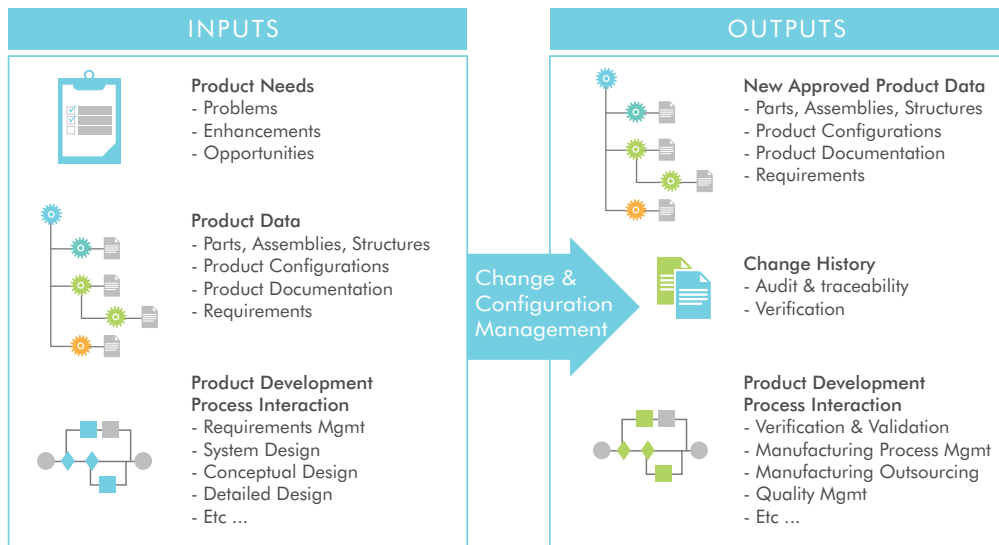 INPUTS
Product Needs
- Problems
- Enhancements
- Opportunities
Product Data
- Parts, Assemblies, Structures
- Product Configurations
- Product Documentation
- Requirements
Product Development
Process Interaction
- Requirements Mgmt
- System Design
- Conceptual Design
- Detailed Design
- Etc ...
Change &
Configuration
Management
OUTPUTS
New Approved Product Data
- Parts, Assemblies, Structures
- Product Configurations
- Product Documentation
- Requirements
Change History
- Audit & traceability
- Verification
Product Development
Process Interaction
- Verification & Validation
- Manufacturing Process Mgmt
- Manufacturing Outsourcing
- Quality Mgmt
- Etc ...